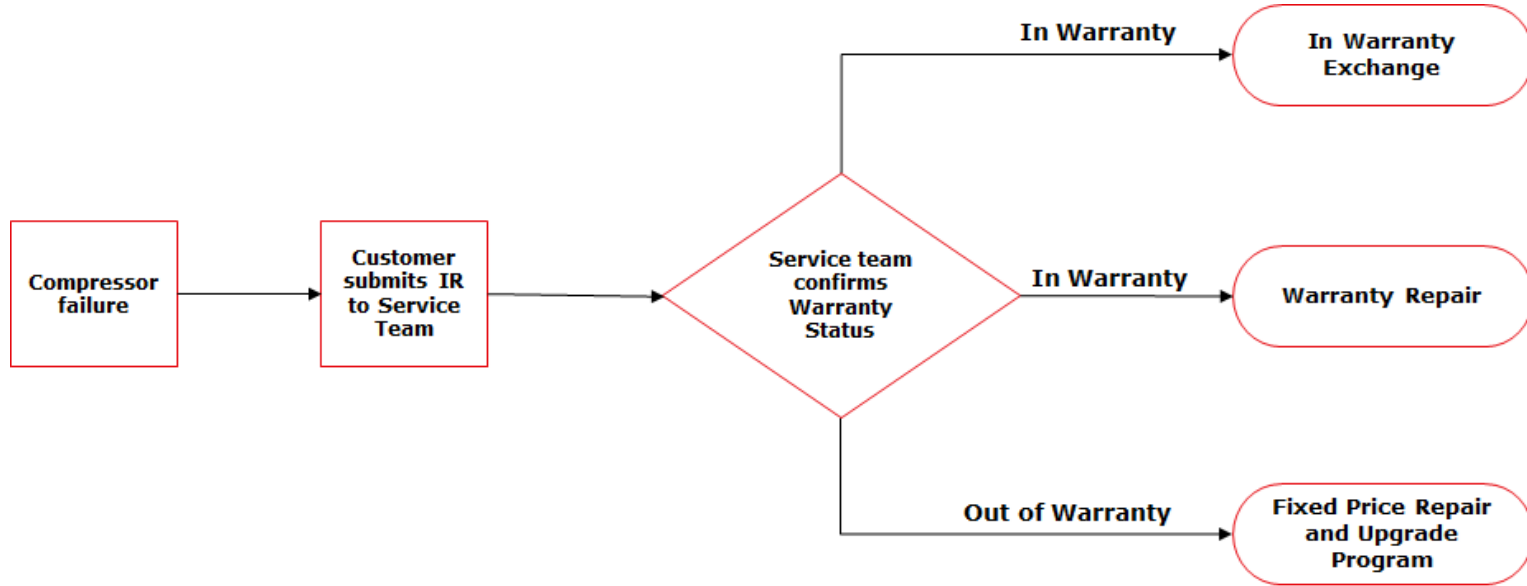 Compressor
failure
Customer
submits IR
to Service
Team
Service team
confirms
Warranty
Status
In Warranty
In Warranty
Exchange
In Warranty
Warranty Repair
Out of Warranty
Fixed Price Repair
and Upgrade
Program